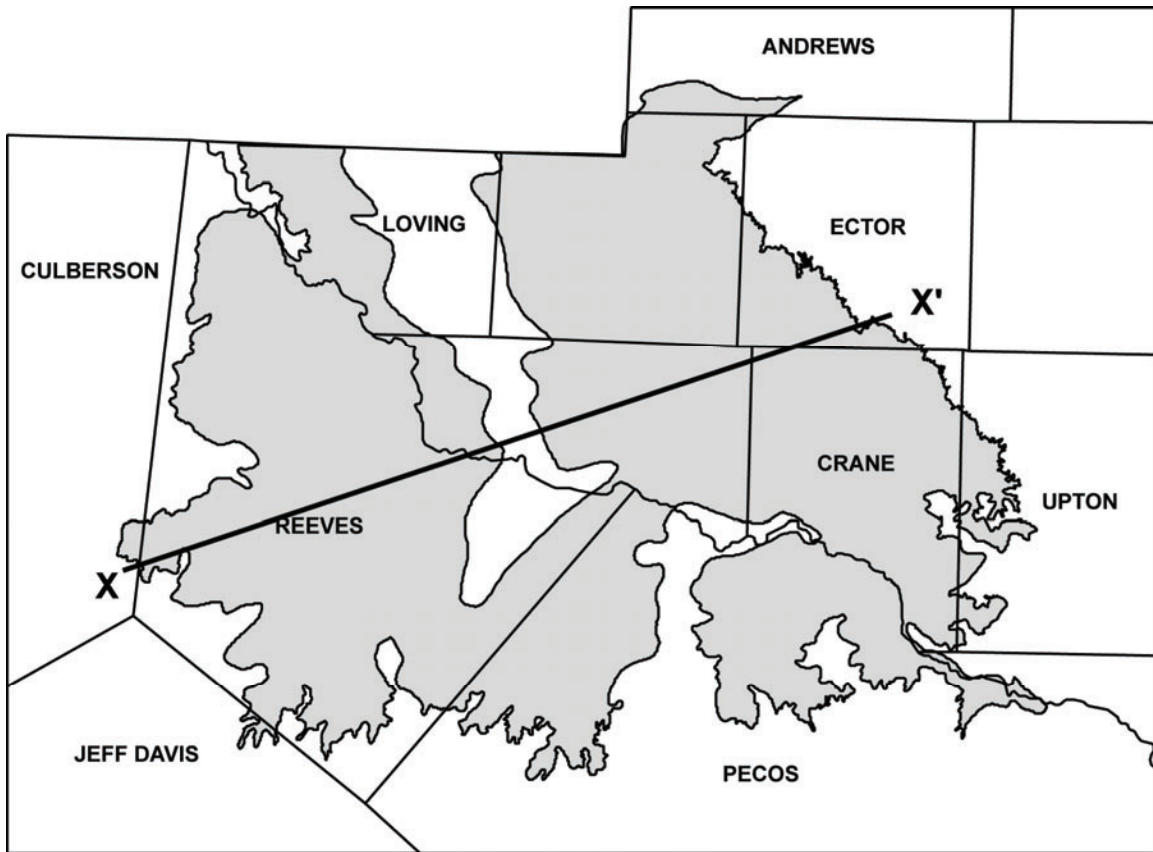 ANDREWS
LOVING
ECTOR
CULBERSON
X'
CRANE
UPTON
REEVES
X
JEFF DAVIS
PECOS